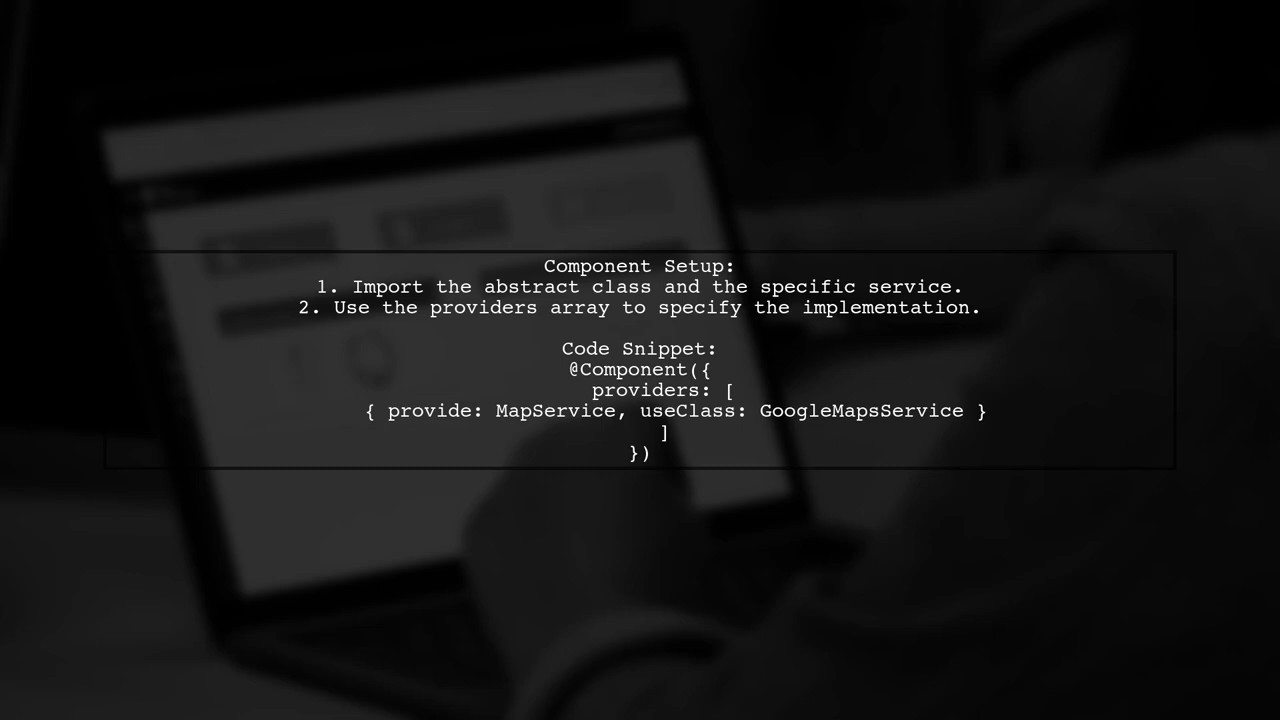 Component Setup:
1. Import the abstract class and the specific service.
2. Use the providers array to specify the implementation.
Code Snippet:
@Component({
providers: [
{ provide: MapService, useClass: GoogleMapsService }
]
})